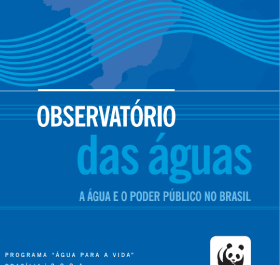 OBSERVATÓRIO
das águas
A ÁGUA E O PODER PÚBLICO NO BRASIL
PROGRAMA "ÁGUA PARA A VIDA"